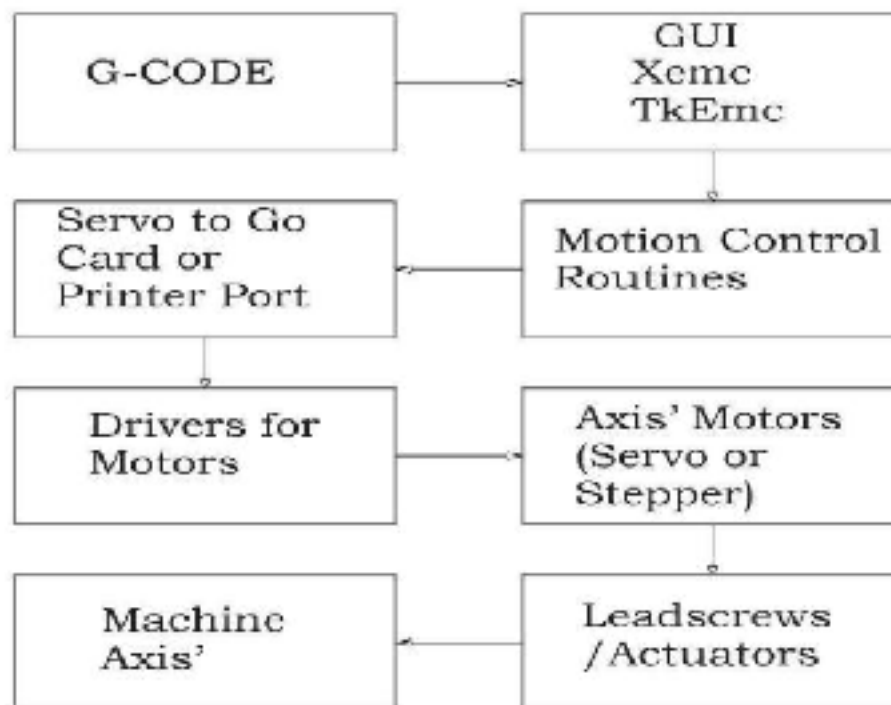 G-CODE
GUI
Xemc
TkEmc
Servo to Go
Card or
Printer Port
Motion Control
Routines
Drivers for
Motors
Axis' Motors
(Servo or
Stepper)
Machine
Axis'
Leadscrews
/Actuators